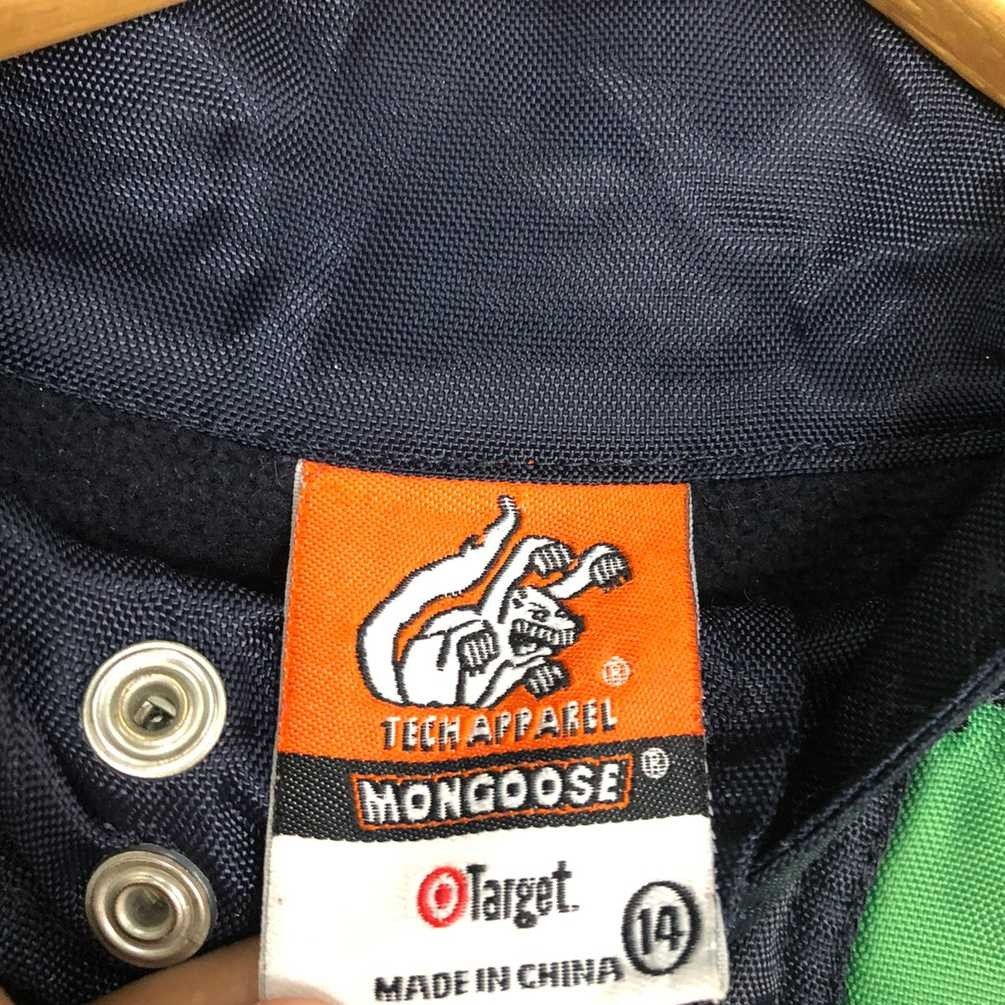 ®
TECH APPAREL
MONGOOSE ®
Target.
14
MADE IN CHINA